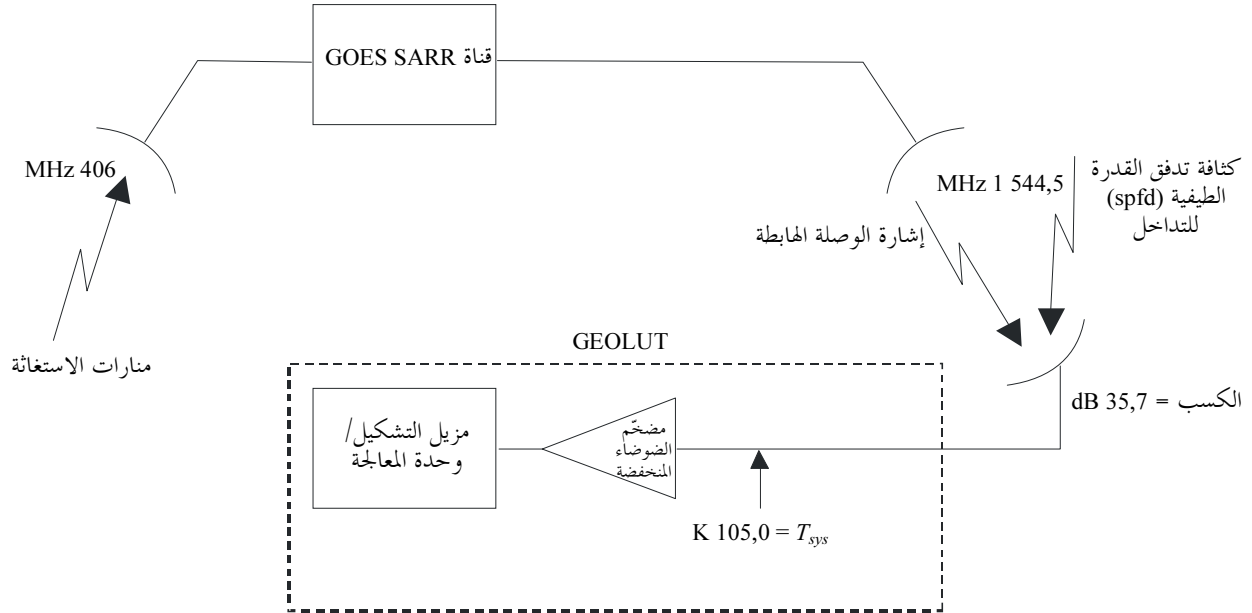 قناة GOES SARR
MHz 406
MHz 1 544,5
كثافة تدفق القدرة
الطيفية (spfd)
للتداخل
إشارة الوصلة الهابطة
منارات الاستغاثة
GEOLUT
الكسب = dB 35,7
مضخّم
الضوضاء
المنخفضة
مزيل التشكيل/
وحدة المعالجة
K 105,0 = Tsys